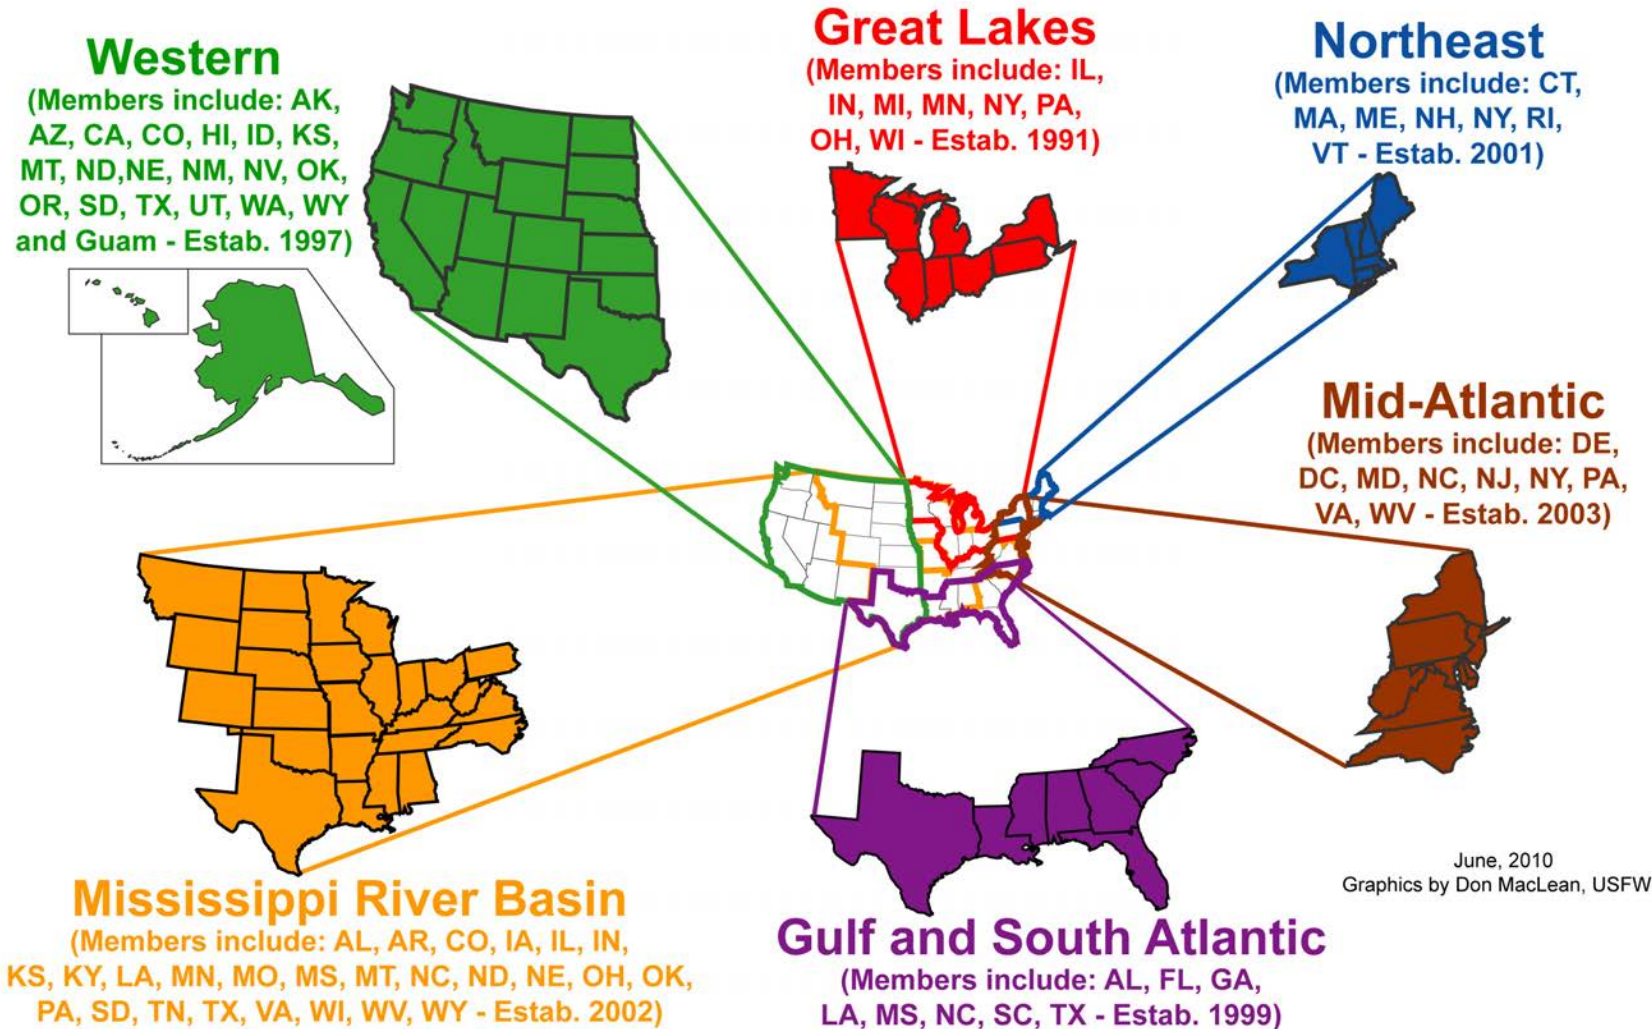 Western
(Members include: AK,
AZ, CA, CO, HI, ID, KS,
MT, ND,NE, NM, NV, OK,
OR, SD, TX, UT, WA, WY
and Guam - Estab. 1997)
Great Lakes
(Members include: IL,
IN, MI, MN, NY, PA,
OH, WI - Estab. 1991)
Northeast
(Members include: CT,
MA, ME, NH, NY, RI,
VT - Estab. 2001)
Mid-Atlantic
(Members include: DE,
DC, MD, NC, NJ, NY, PA,
VA, WV - Estab. 2003)
Mississippi River Basin
(Members include: AL, AR, CO, IA, IL, IN,
KS, KY, LA, MN, MO, MS, MT, NC, ND, NE, OH, OK,
PA, SD, TN, TX, VA, WI, WV, WY - Estab. 2002)
Gulf and South Atlantic
(Members include: AL, FL, GA,
LA, MS, NC, SC, TX - Estab. 1999)
June, 2010
Graphics by Don MacLean, USFW